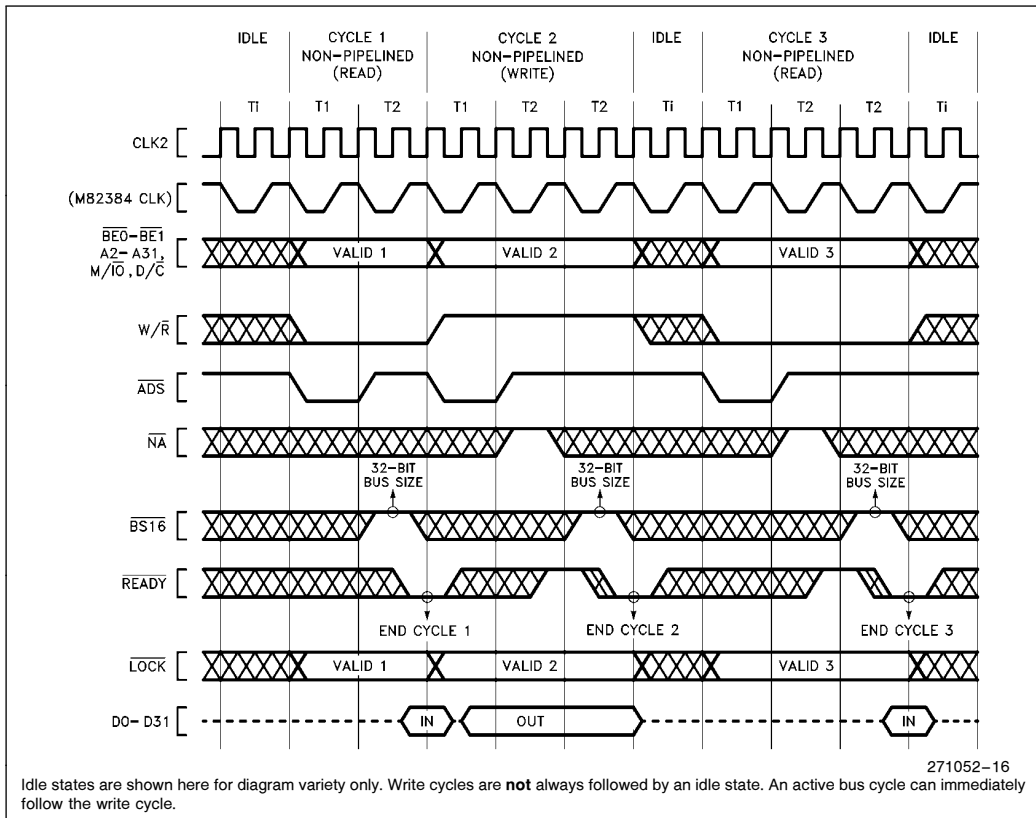 IDLE CYCLE 1 CYCLE 2 IDLE CYCLE 3 IDLE
NON–PIPELINED NON–PIPELINED NON–PIPELINED
(READ) (WRITE) (READ)
Ti T1 T2 T1 T2 T2 Ti T1 T2 T2 Ti
CLK2
(M82384 CLK)
BE0–BE1
A2–A31, VALID 1 VALID 2 VALID 3
M/IO, D/C
W/R
ADS
NA
32–BIT 32–BIT 32–BIT
BUS SIZE BUS SIZE BUS SIZE
BS16
READY
END CYCLE 1 END CYCLE 2 END CYCLE 3
LOCK VALID 1 VALID 2 VALID 3
D0–D31 IN OUT IN
271052–16
Idle states are shown here for diagram variety only. Write cycles are not always followed by an idle state. An active bus cycle can immediately
follow the write cycle.